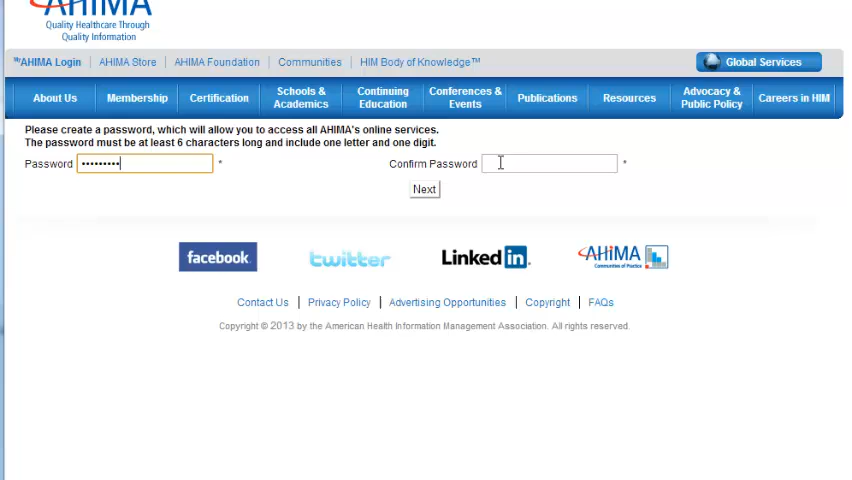 AHIMA
Quality Healthcare Through
Quality Information
AHIMA Login | AHIMA Store | AHIMA Foundation | Communities | HIM Body of Knowledge™
Global Services
About Us
Membership
Certification
Schools &
Academics
Continuing
Education
Conferences &
Events
Publications
Resources
Advocacy &
Public Policy
Careers in HIM
Please create a password, which will allow you to access all AHIMA's online services.
The password must be at least 6 characters long and include one letter and one digit.
Password ••••••••• *
Confirm Password *
Next
facebook
twitter
Linked in
AHIMA
Communities of Practice
Contact Us | Privacy Policy | Advertising Opportunities | Copyright | FAQs
Copyright © 2013 by the American Health Information Management Association. All rights reserved.